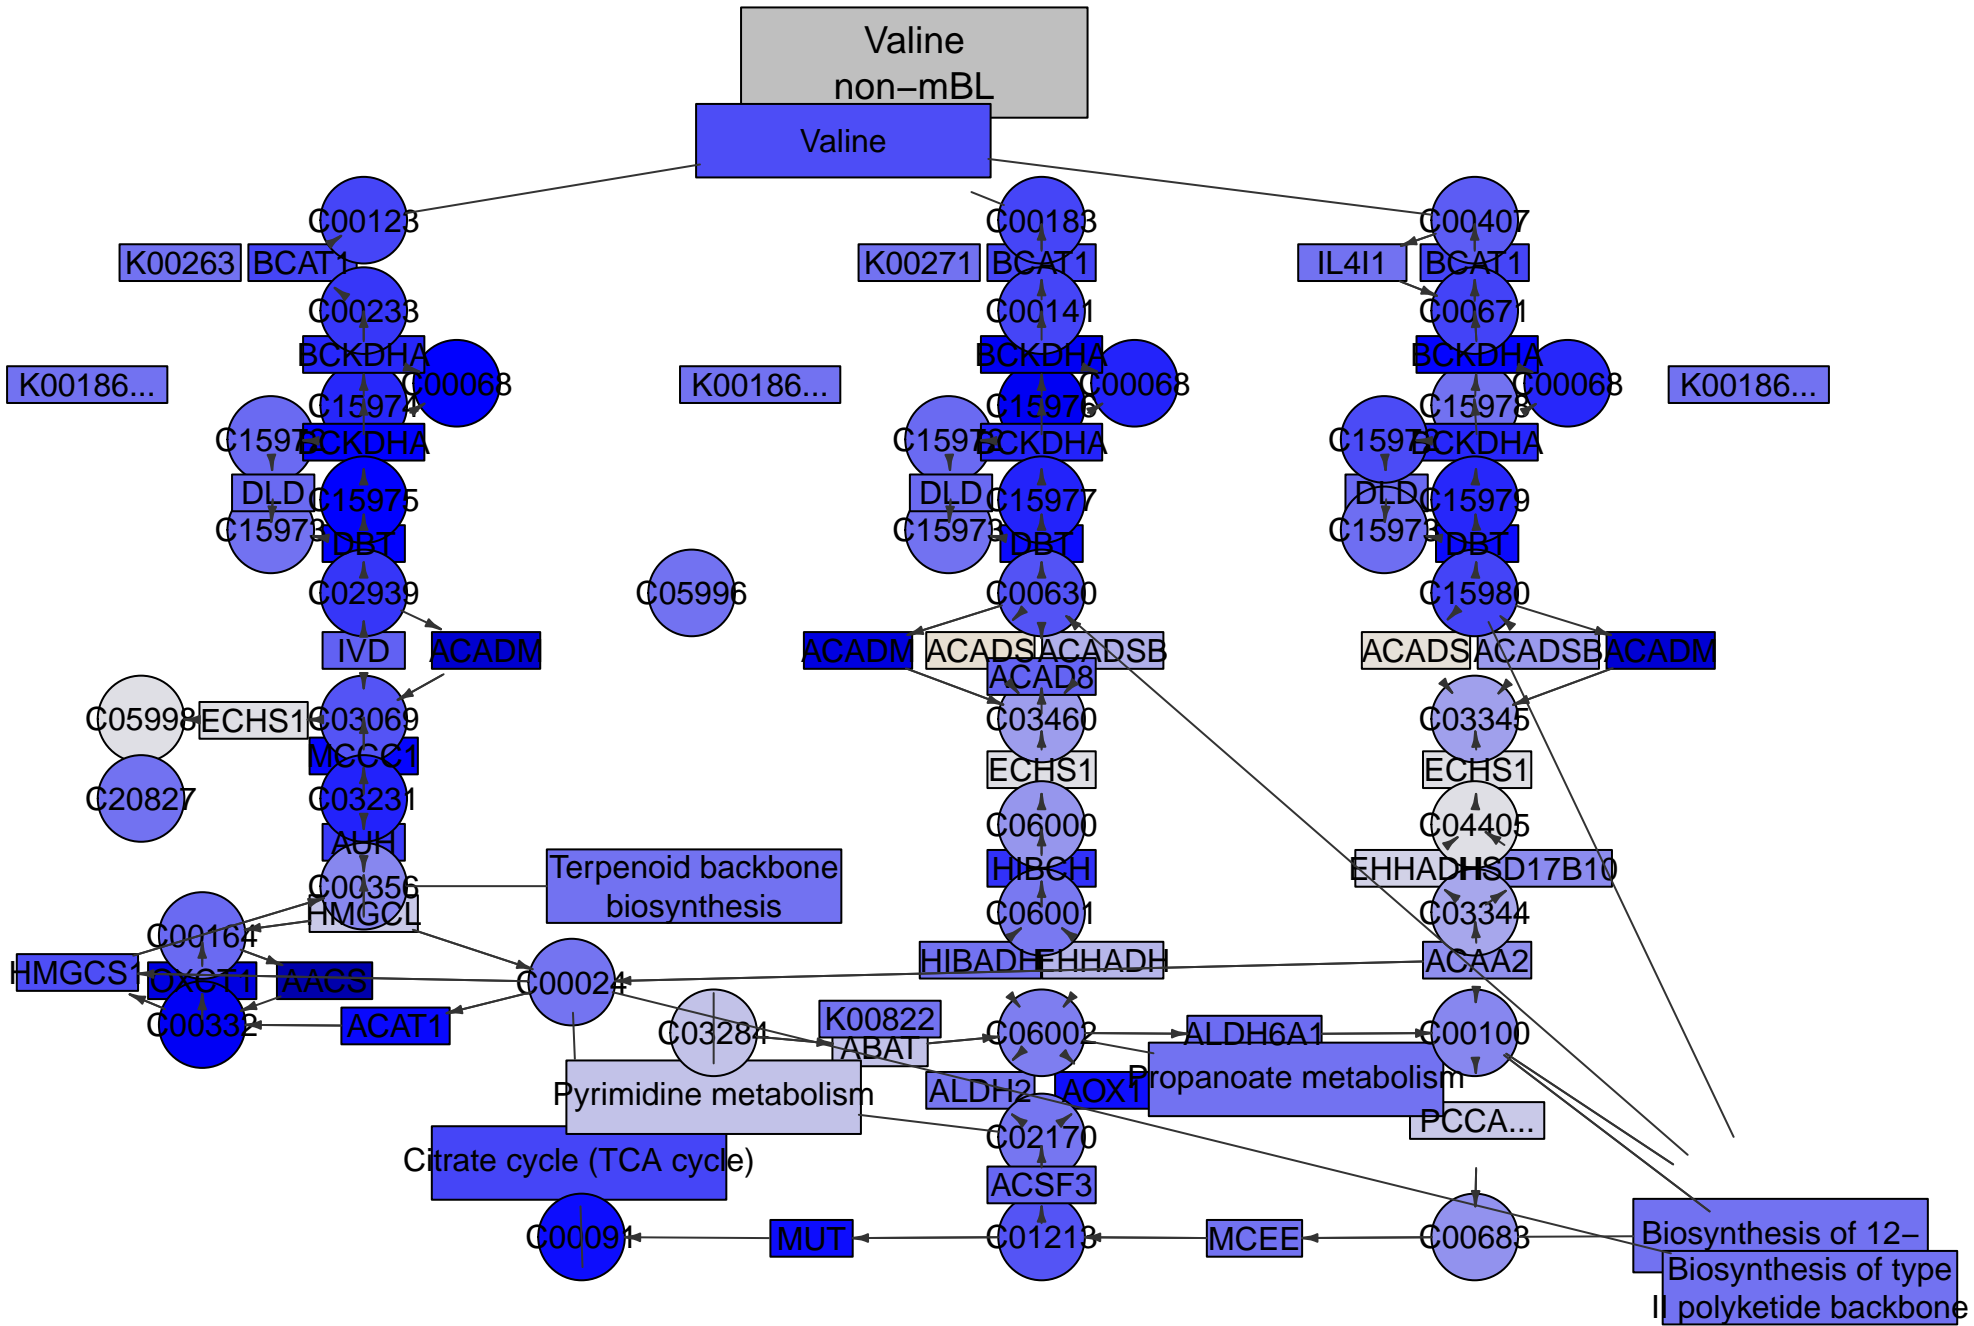 Valine
non−mBL
Valine
C00123
C00183
C00407
K00263
BCAT1
K00271
BCAT1
IL4I1
BCAT1
C00233
C00141
C00671
BCKDHA
BCKDHA
BCKDHA
K00186...
C15974
C00068
K00186...
C15976
C00068
C15978
C00068
K00186...
BCKDHA
BCKDHA
BCKDHA
DLD
C15975
DLD
C15977
DLD
C15979
C15973
DBT
C15973
DBT
C15973
DBT
C02939
C05996
C00630
C15980
IVD
ACADM
ACADM
ACADS
ACADSB
ACADS
ACADSB
ACADM
ACAD8
C05998
ECHS1
C03069
C03460
C03345
MCCC1
ECHS1
ECHS1
C20827
C03231
C06000
C04405
AUH
HIBCH
EHHADH
HSD17B10
Terpenoid backbone
biosynthesis
C00356
HMGCL
C06001
C03344
C00164
HMGCS1
OXCT1
AACS
C00024
HIBADH
EHHADH
ACAA2
C00332
ACAT1
C03284
K00822
ABAT
C06002
ALDH6A1
C00100
Pyrimidine metabolism
ALDH2
AOX1
Propanoate metabolism
PCCA...
C02170
Citrate cycle (TCA cycle)
ACSF3
C00091
MUT
C01213
MCEE
C00683
Biosynthesis of 12−
Biosynthesis of type
II polyketide backbone